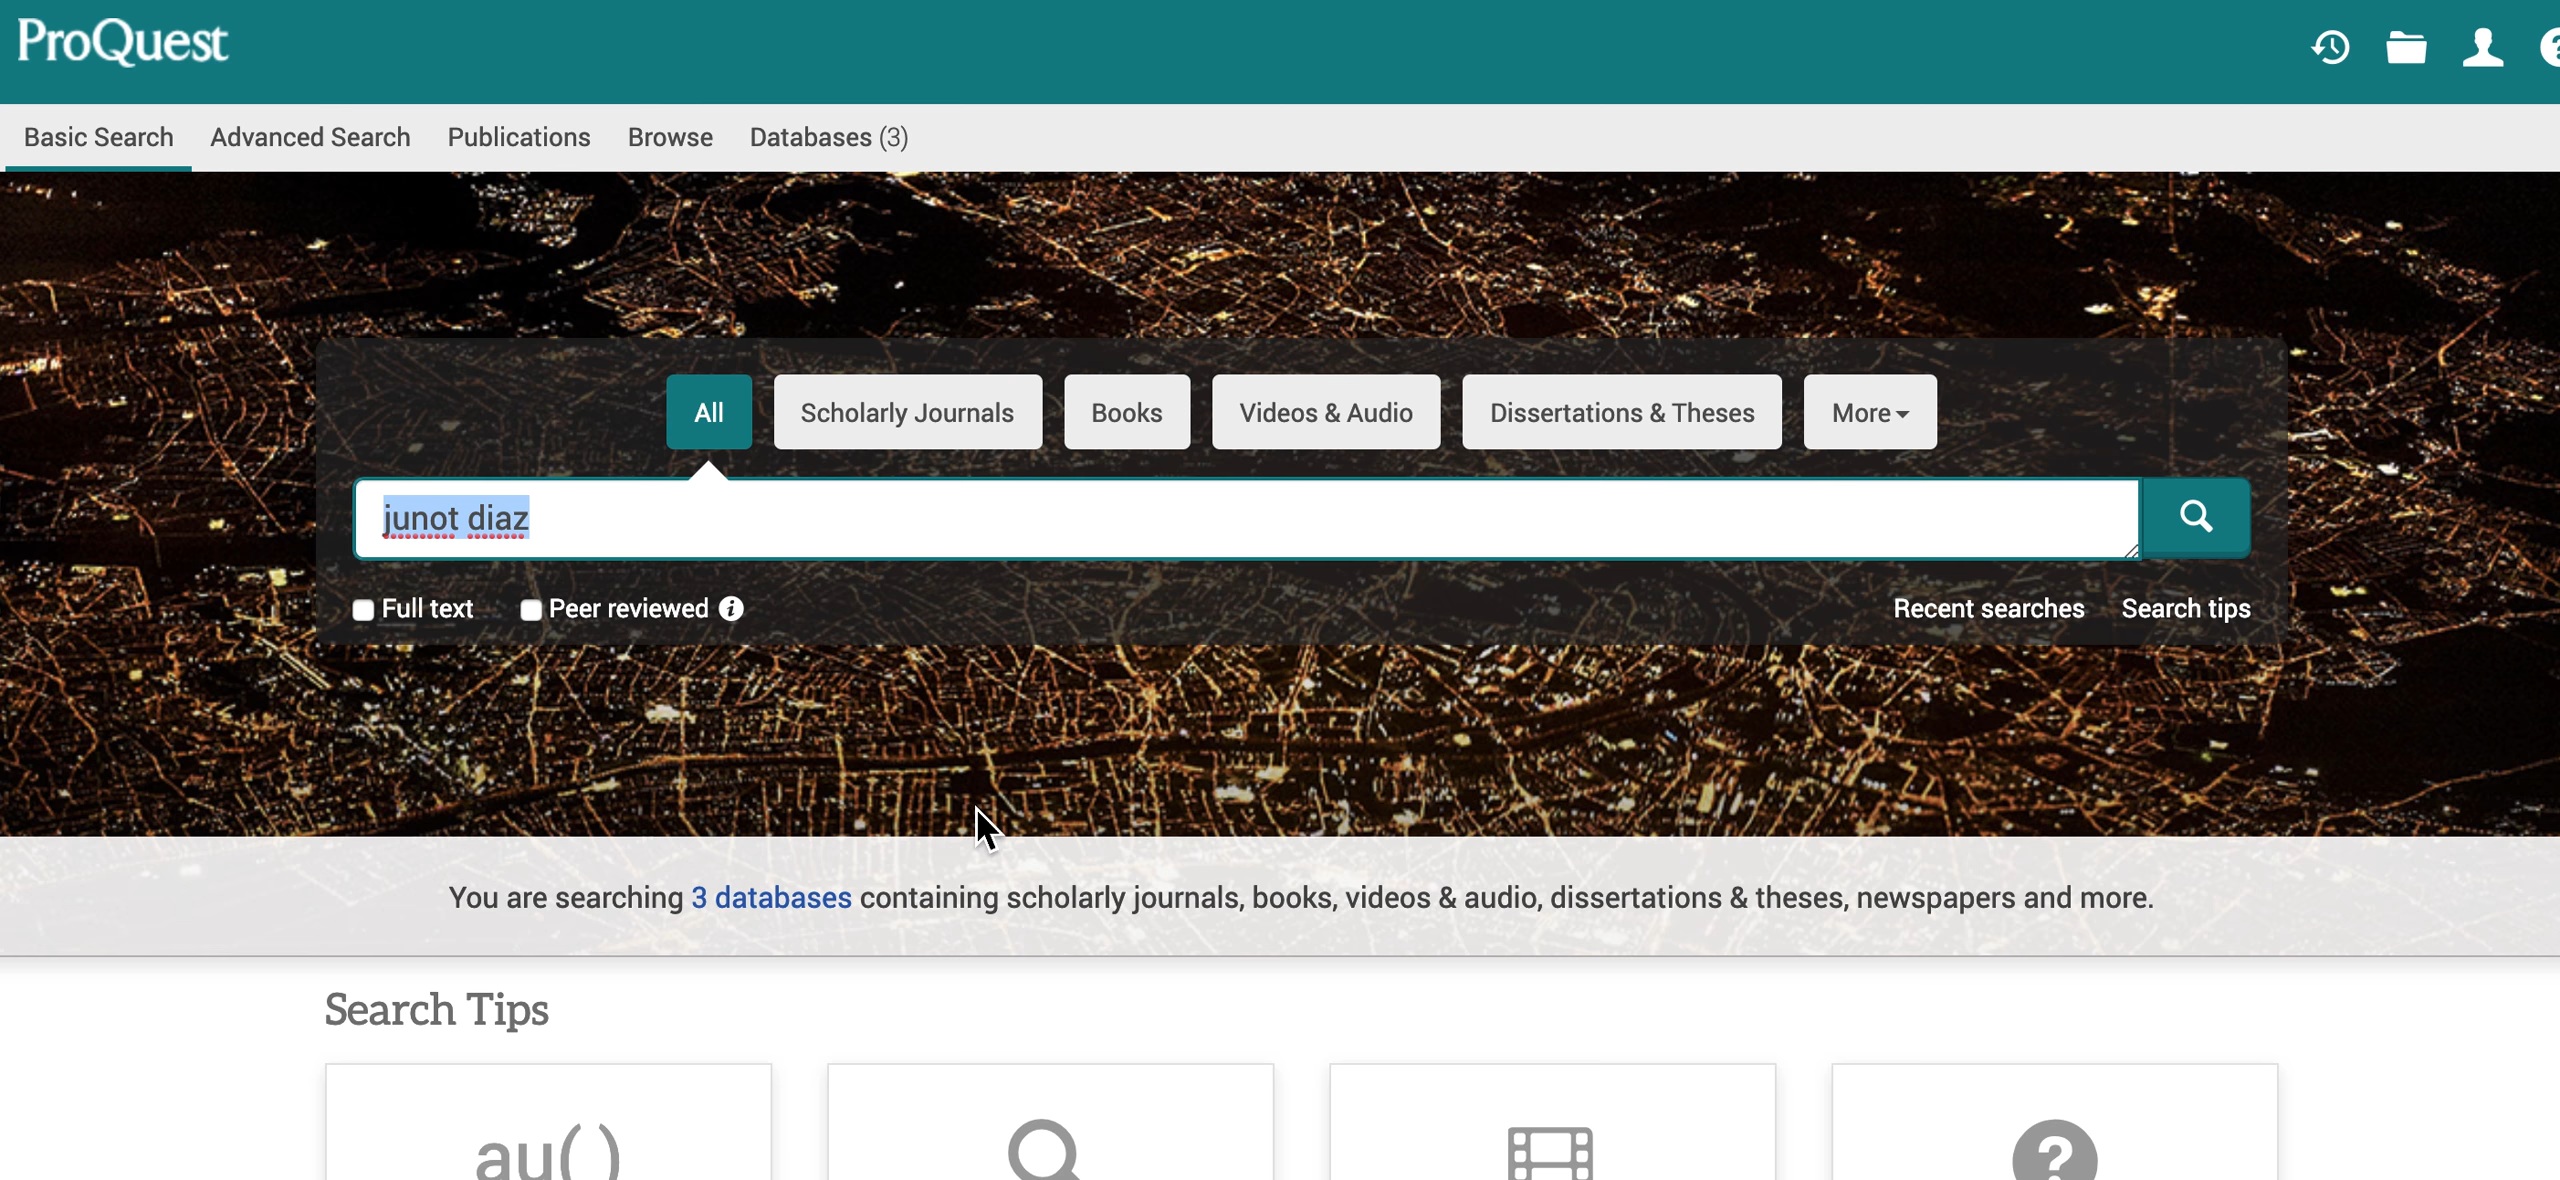 ProQuest
Basic Search Advanced Search Publications Browse Databases (3)
All Scholarly Journals Books Videos & Audio Dissertations & Theses More
junot diaz
Full text Peer reviewed i Recent searches Search tips
You are searching 3 databases containing scholarly journals, books, videos & audio, dissertations & theses, newspapers and more.
Search Tips
au( )
?